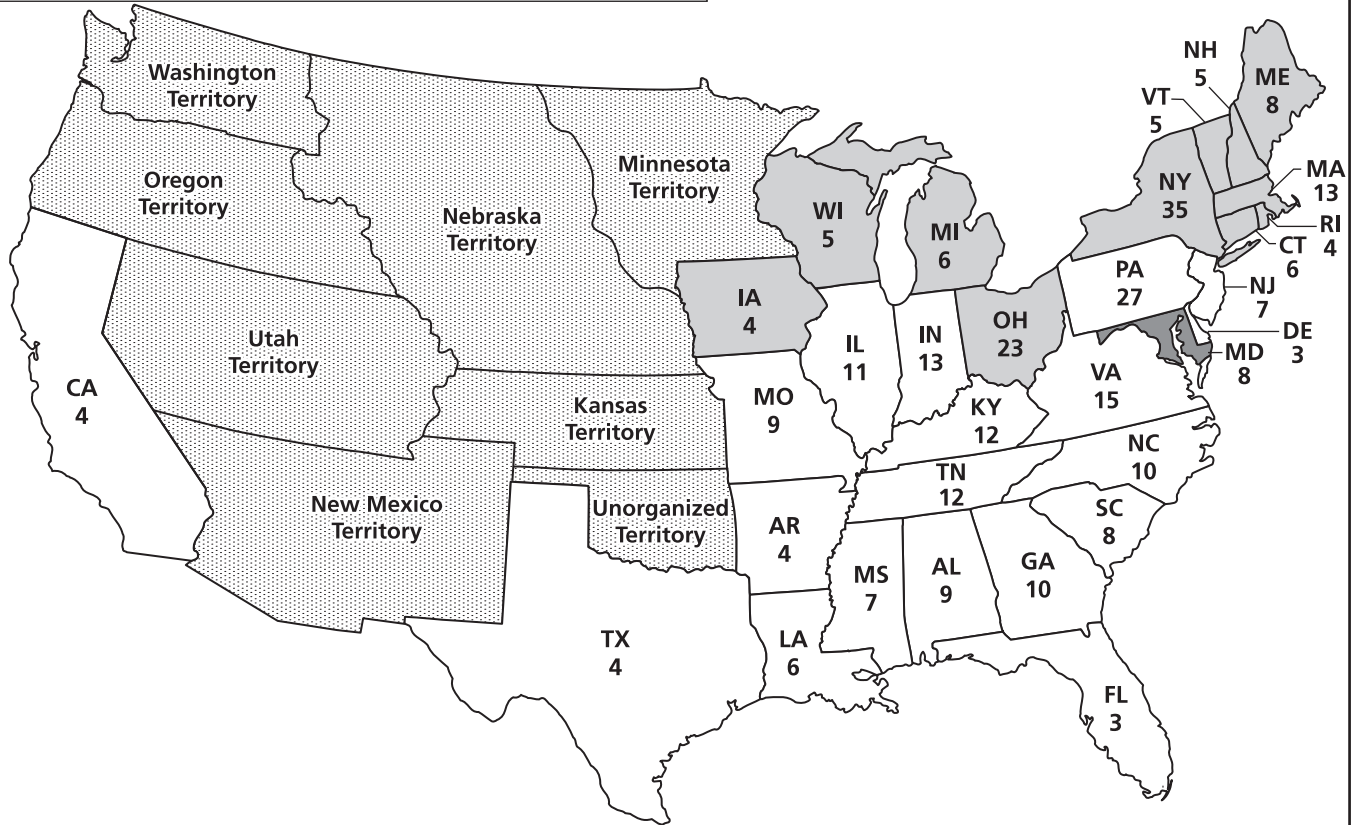 Washington
Territory
Oregon
Territory
Nebraska
Territory
Minnesota
Territory
Utah
Territory
Kansas
Territory
New Mexico
Territory
Unorganized
Territory
CA
4
TX
4
WI
5
MI
6
IA
4
IL
11
IN
13
OH
23
MO
9
KY
12
TN
12
AR
4
LA
6
MS
7
AL
9
GA
10
FL
3
SC
8
NC
10
VA
15
PA
27
NY
35
VT
5
NH
5
ME
8
MA
13
RI
4
CT
6
NJ
7
DE
3
MD
8